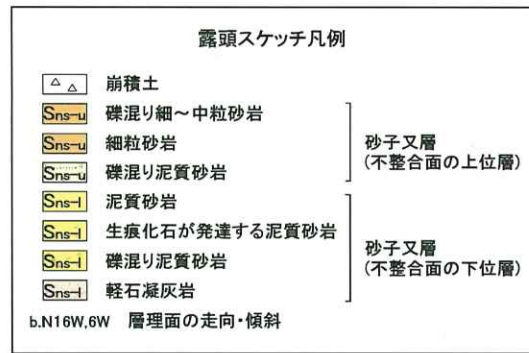 露頭スケッチ凡例
崩積土
Sns-u 礫混り細～中粒砂岩
Sns-u 細粒砂岩
Sns-u 礫混り泥質砂岩
砂子又層
(不整合面の上位層)
Sns-l 泥質砂岩
Sns-l 生痕化石が発達する泥質砂岩
Sns-l 礫混り泥質砂岩
Sns-l 軽石凝灰岩
砂子又層
(不整合面の下位層)
b.N16W,6W 層理面の走向・傾斜